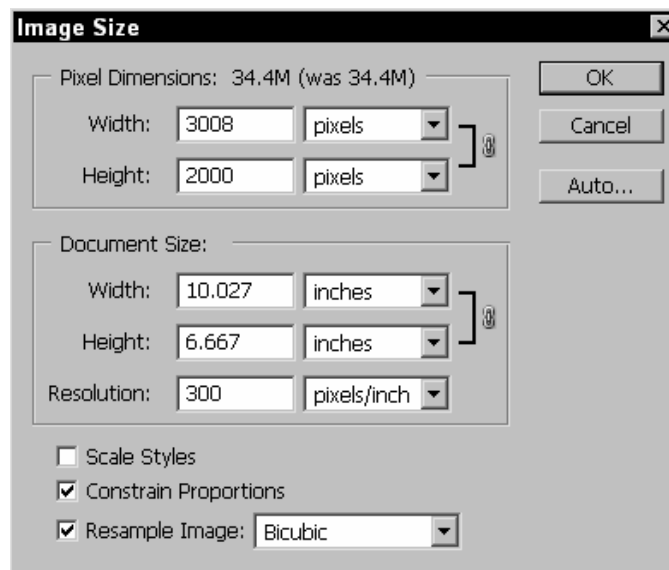 Image Size
Pixel Dimensions: 34.4M (was 34.4M)
Width: 3008 pixels
Height: 2000 pixels
OK
Cancel
Auto...
Document Size:
Width: 10.027 inches
Height: 6.667 inches
Resolution: 300 pixels/inch
Scale Styles
Constrain Proportions
Resample Image: Bicubic